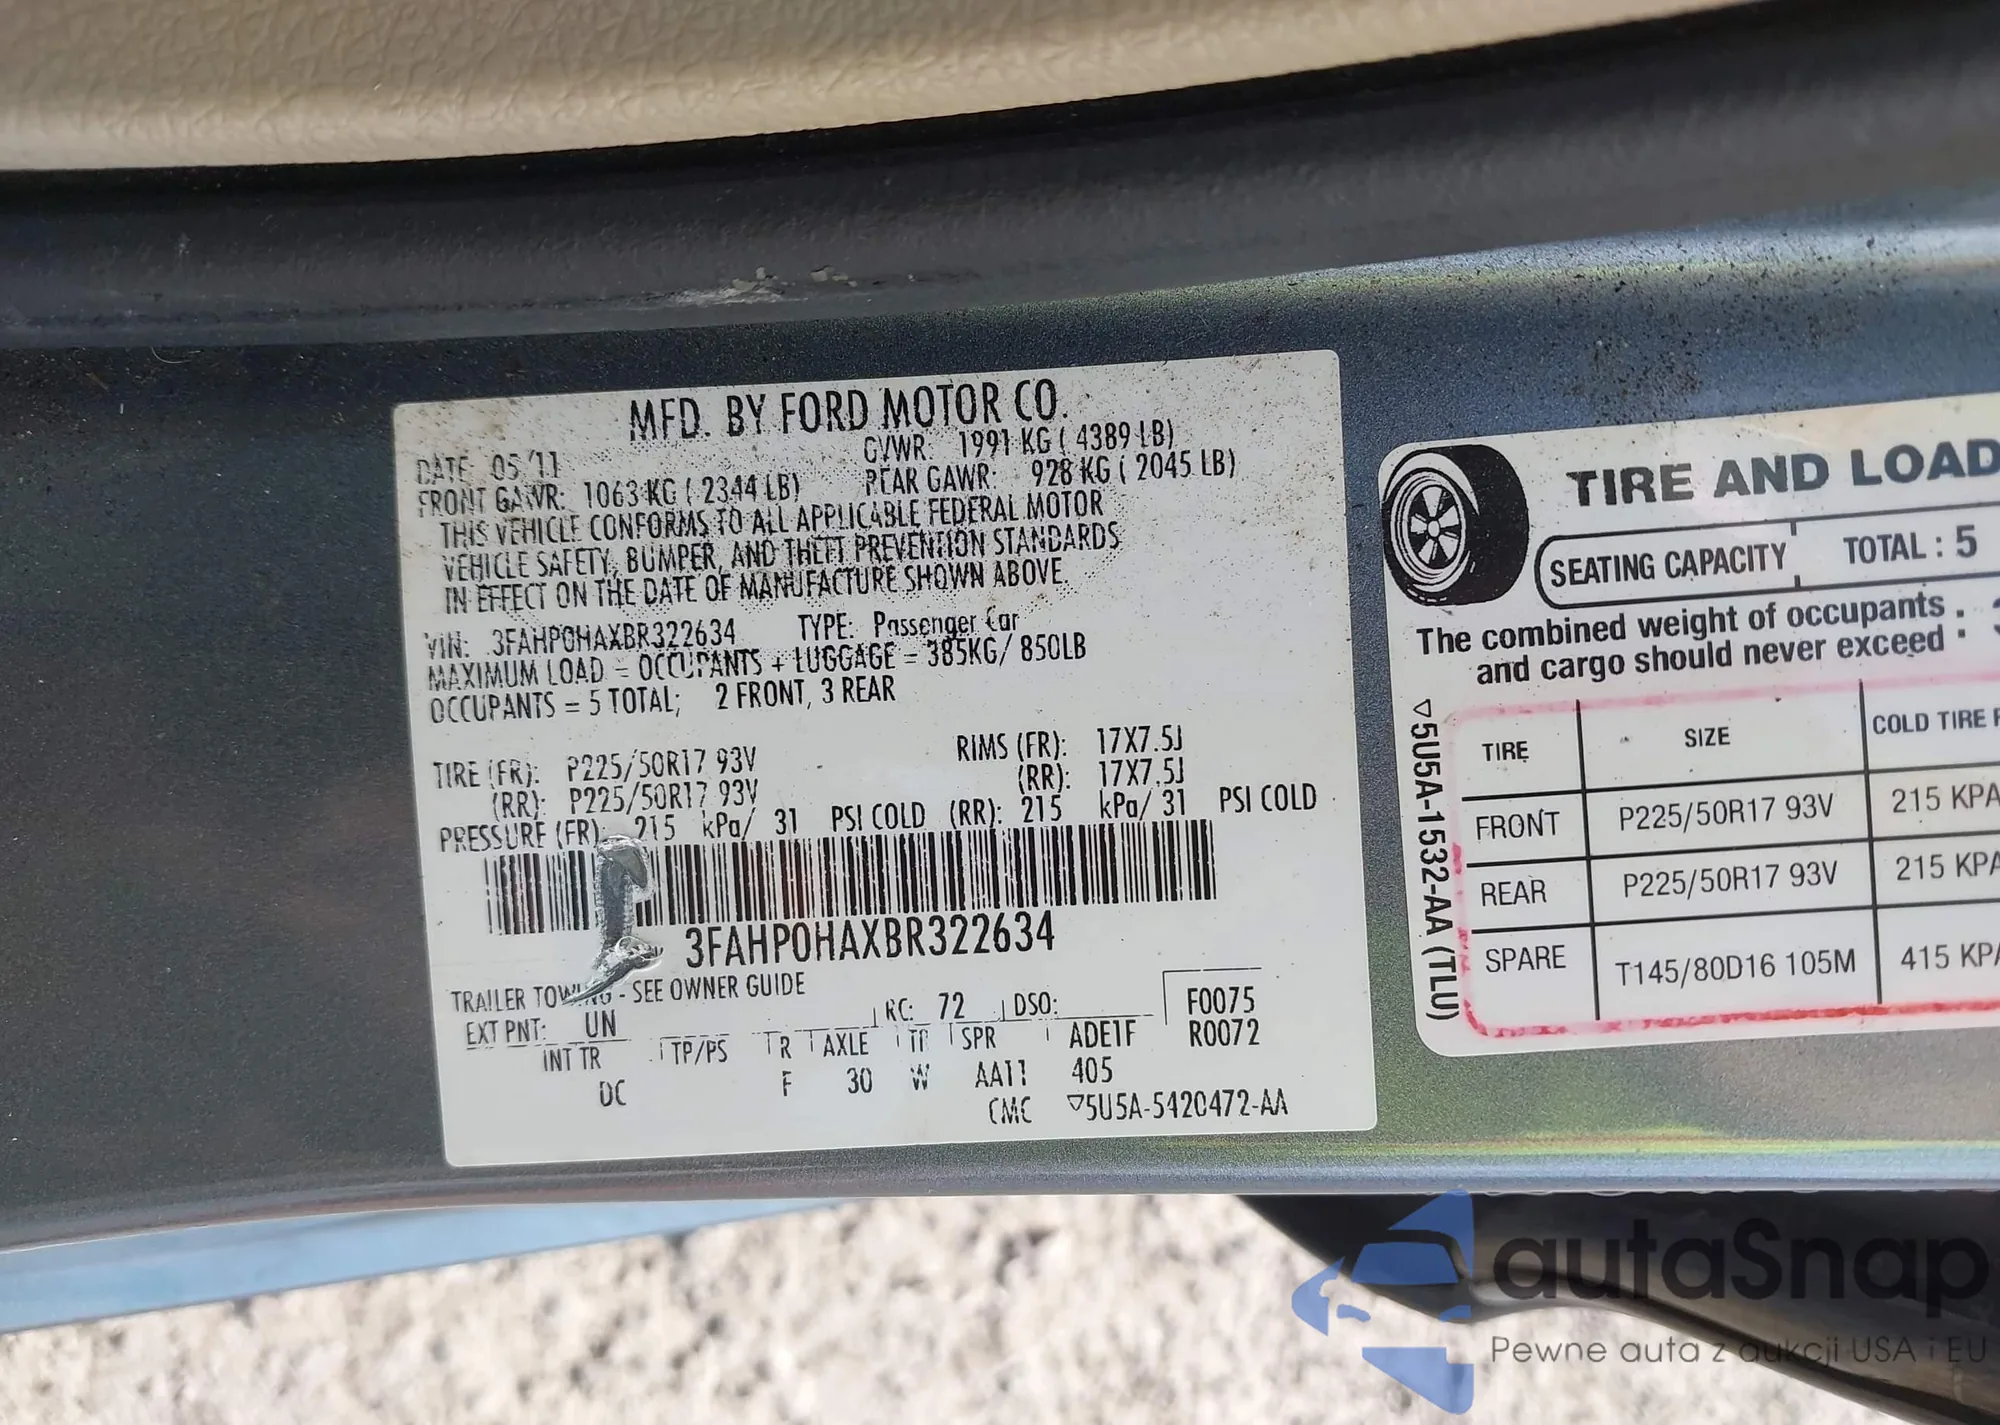 MFD. BY FORD MOTOR CO.
DATE: 05/11
GVWR: 1991 KG ( 4389 LB)
FRONT GAWR: 1063 KG ( 2344 LB)
REAR GAWR: 928 KG ( 2045 LB)
THIS VEHICLE CONFORMS TO ALL APPLICABLE FEDERAL MOTOR
VEHICLE SAFETY, BUMPER, AND THEFT PREVENTION STANDARDS
IN EFFECT ON THE DATE OF MANUFACTURE SHOWN ABOVE.
VIN: 3FAHP0HAXBR322634 TYPE: Passenger Car
MAXIMUM LOAD = OCCUPANTS + LUGGAGE = 385KG/ 850LB
OCCUPANTS = 5 TOTAL; 2 FRONT, 3 REAR
TIRE (FR): P225/50R17 93V RIMS (FR): 17X7.5J
(RR): P225/50R17 93V (RR): 17X7.5J
PRESSURE (FR): 215 kPa/ 31 PSI COLD (RR): 215 kPa/ 31 PSI COLD
3FAHP0HAXBR322634
TRAILER TOWING - SEE OWNER GUIDE
EXT PNT: UN RC: 72 DSO: F0075
INT TR TP/PS R AXLE TR SPR ADE1F R0072
DC F 30 W AA11 405
CMC ▽5U5A-5420472-AA
TIRE AND LOAD
SEATING CAPACITY TOTAL : 5
The combined weight of occupants
and cargo should never exceed :
▽5U5A-1532-AA (TLU)
TIRE SIZE COLD TIRE
FRONT P225/50R17 93V 215 KPA
REAR P225/50R17 93V 215 KPA
SPARE T145/80D16 105M 415 KPA
autaSnap
Pewne auta z aukcji USA i EU